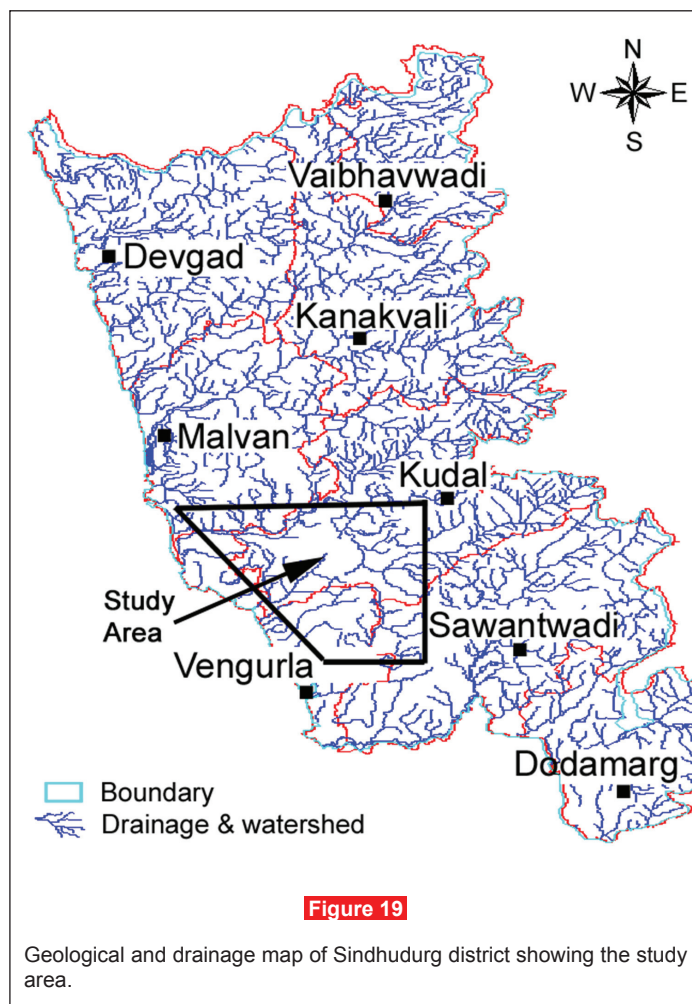 N
W E
S
Vaibhavwadi
Devgad
Kanakvali
Malvan
Kudal
Study
Area
Sawantwadi
Vengurla
Dodamarg
Boundary
Drainage & watershed
Figure 19
Geological and drainage map of Sindhudurg district showing the study
area.